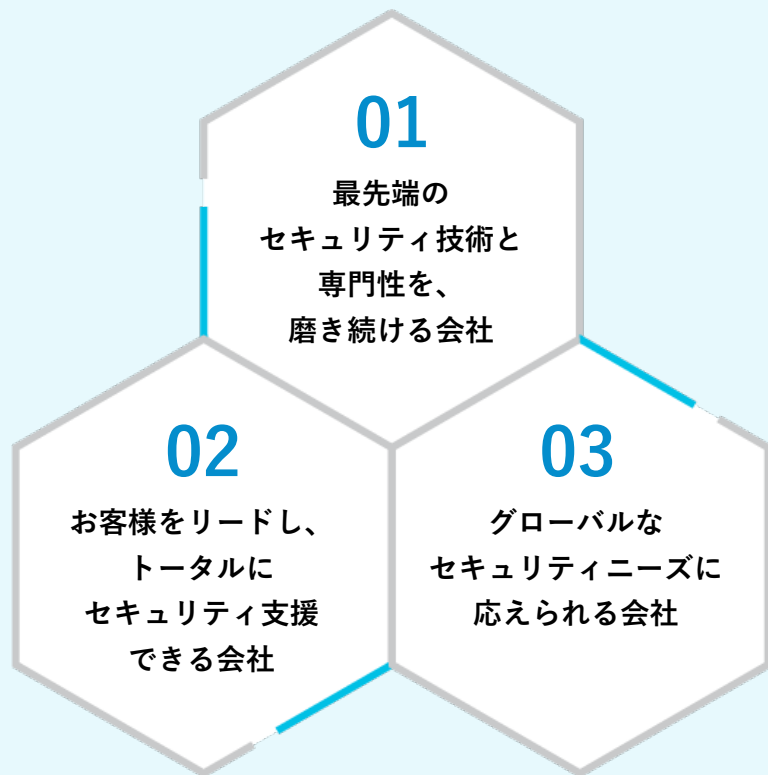 01
最先端の
セキュリティ技術と
専門性を、
磨き続ける会社
02
お客様をリードし、
トータルに
セキュリティ支援
できる会社
03
グローバルな
セキュリティニーズに
応えられる会社